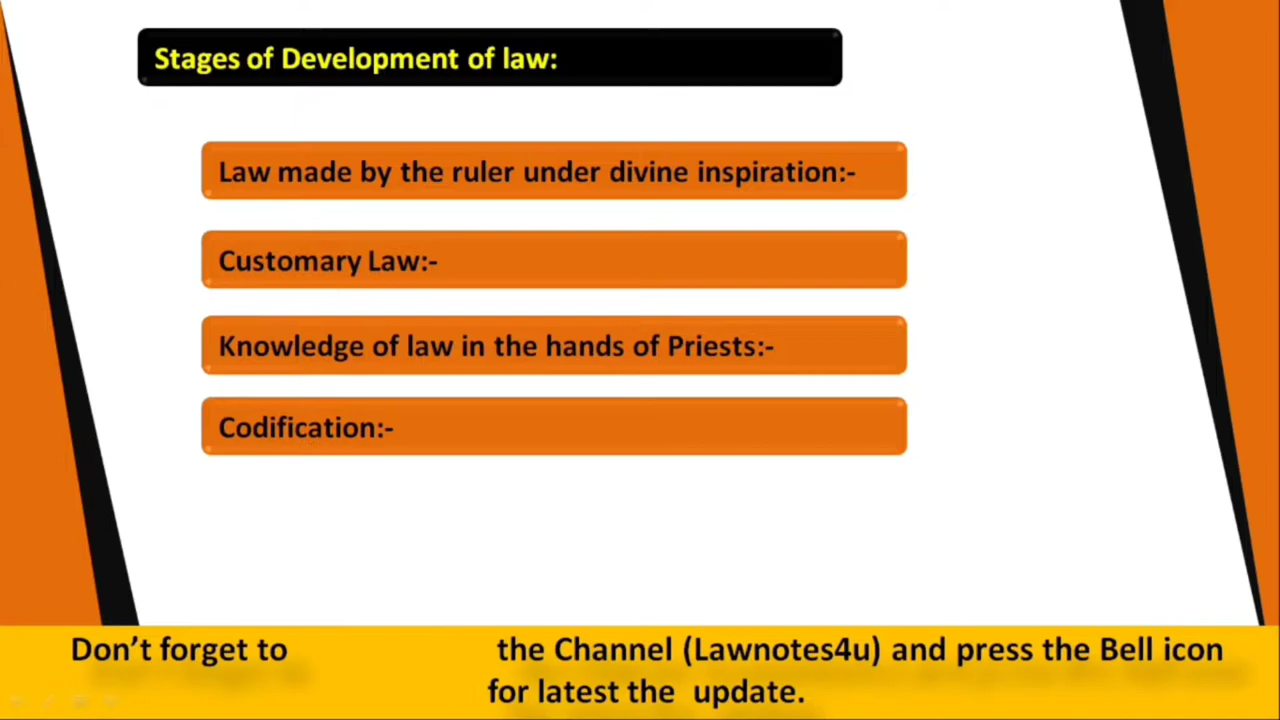 Stages of Development of law:
Law made by the ruler under divine inspiration:-
Customary Law:-
Knowledge of law in the hands of Priests:-
Codification:-
Don't forget to the Channel (Lawnotes4u) and press the Bell icon
for latest the update.